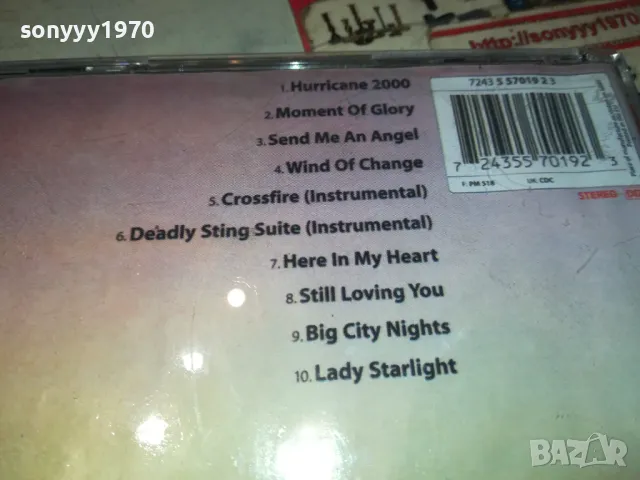 sonyyy1970
http://sonyyy1970
1. Hurricane 2000
2. Moment Of Glory
3. Send Me An Angel
4. Wind Of Change
5. Crossfire (Instrumental)
6. Deadly Sting Suite (Instrumental)
7. Here In My Heart
8. Still Loving You
9. Big City Nights
10. Lady Starlight
7243 5 57019 2 3
7 24355 70192 3
F: PM 518 UK: CDC
STEREO
BAZAR